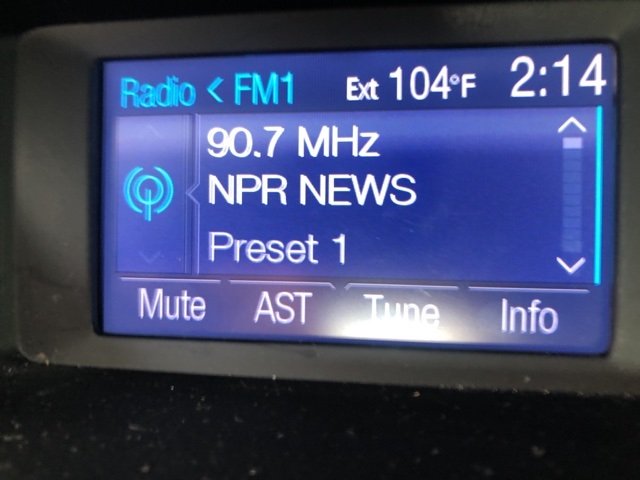 Radio < FM1 Ext 104°F 2:14
90.7 MHz
NPR NEWS
Preset 1
Mute AST Tune Info